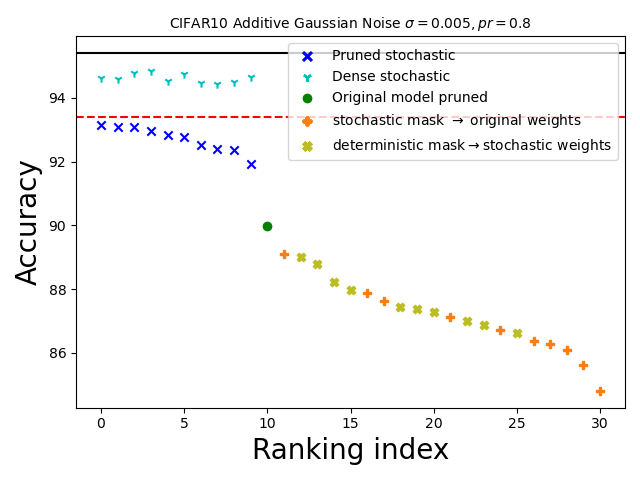 CIFAR10 Additive Gaussian Noise σ = 0.005, pr = 0.8
Pruned stochastic
Dense stochastic
Original model pruned
stochastic mask → original weights
deterministic mask→stochastic weights
Accuracy
94
92
90
88
86
0 5 10 15 20 25 30
Ranking index